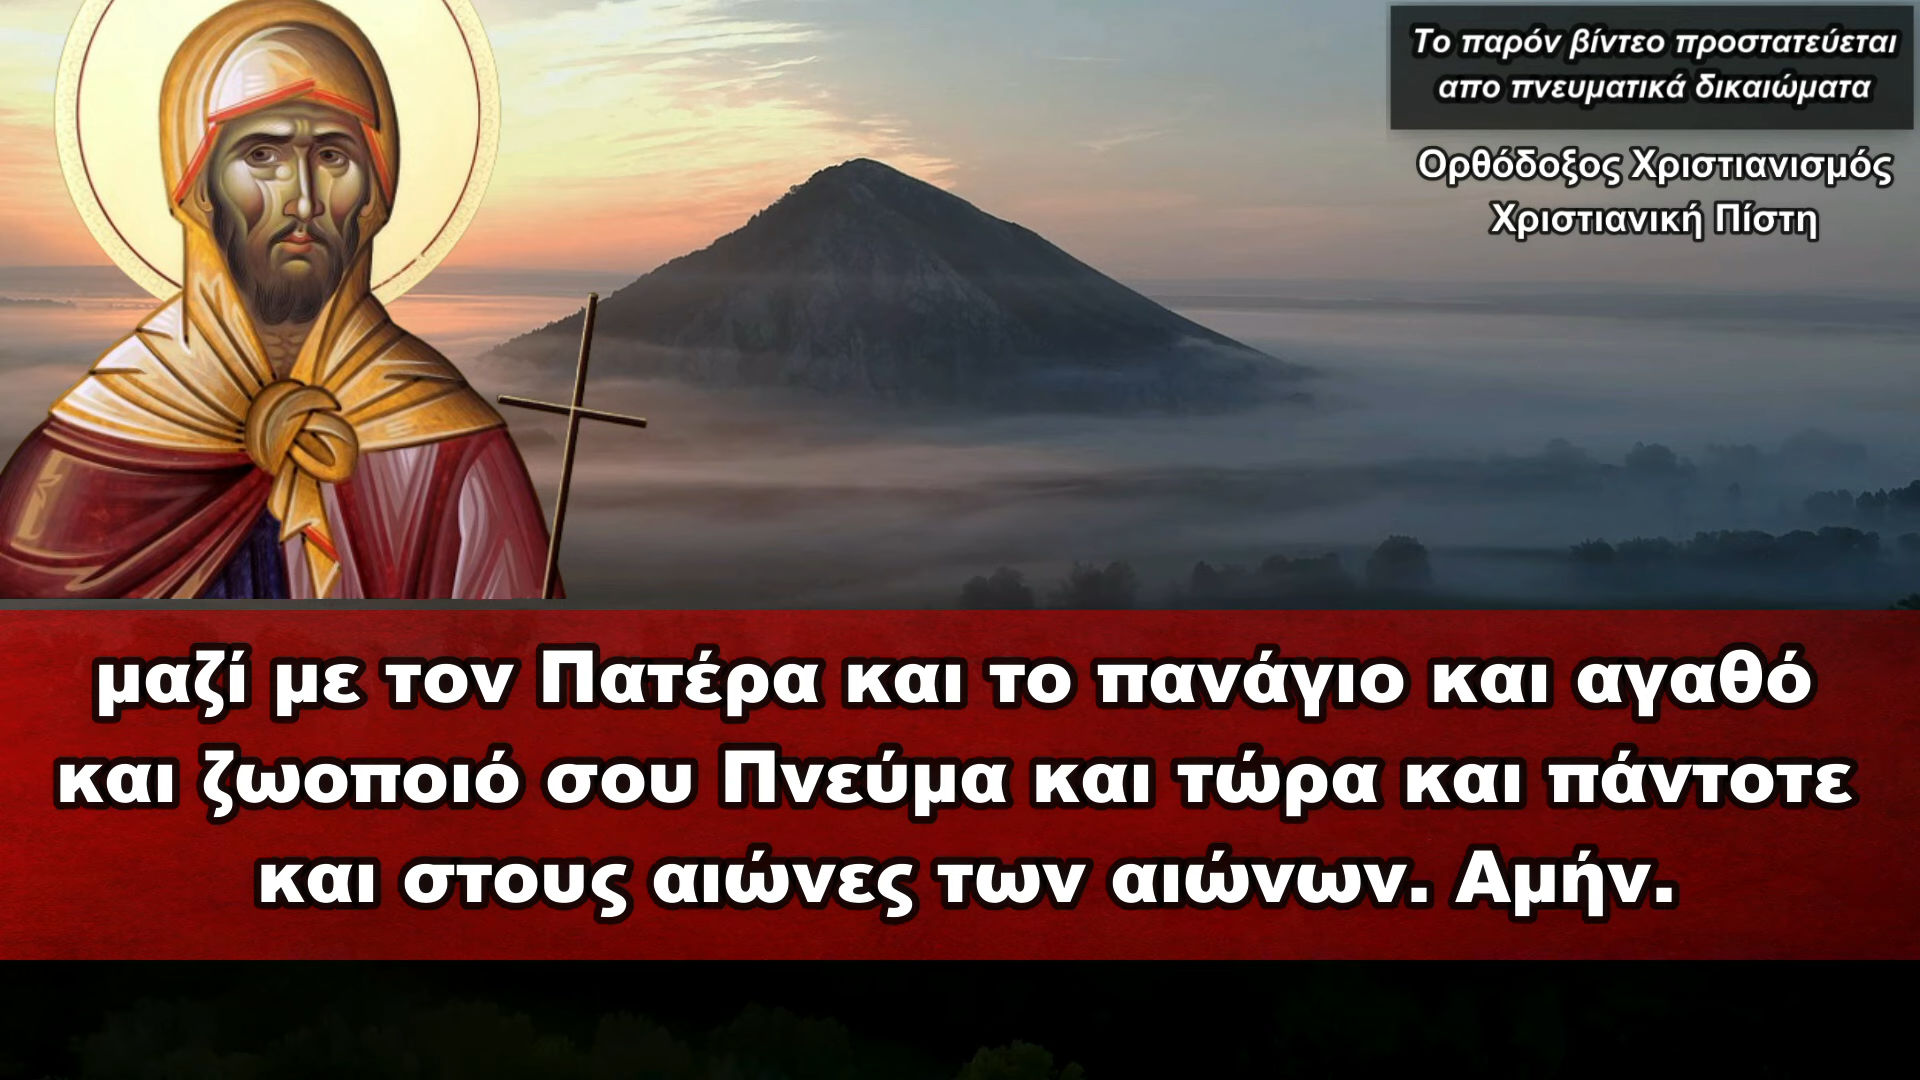 Το παρόν βίντεο προστατεύεται
απο πνευματικά δικαιώματα
Ορθόδοξος Χριστιανισμός
Χριστιανική Πίστη
μαζί με τον Πατέρα και το πανάγιο και αγαθό
και ζωοποιό σου Πνεύμα και τώρα και πάντοτε
και στους αιώνες των αιώνων. Αμήν.